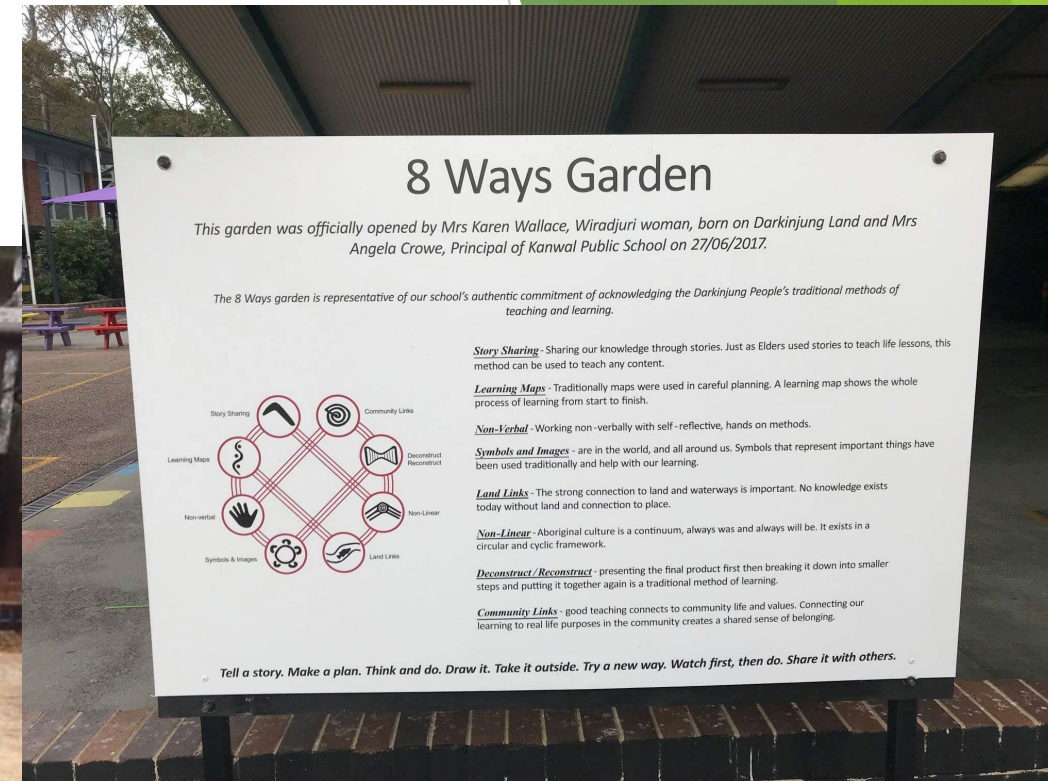 8 Ways Garden
This garden was officially opened by Mrs Karen Wallace, Wiradjuri woman, born on Darkinjung Land and Mrs
Angela Crowe, Principal of Kanwal Public School on 27/06/2017.
The 8 Ways garden is representative of our school's authentic commitment of acknowledging the Darkinjung People's traditional methods of
teaching and learning.
Story Sharing
Community Links
Learning Maps
Deconstruct
Reconstruct
Non-verbal
Non-Linear
Symbols & Images
Land Links
Story Sharing - Sharing our knowledge through stories. Just as Elders used stories to teach life lessons, this
method can be used to teach any content.
Learning Maps - Traditionally maps were used in careful planning. A learning map shows the whole
process of learning from start to finish.
Non-Verbal - Working non-verbally with self-reflective, hands on methods.
Symbols and Images - are in the world, and all around us. Symbols that represent important things have
been used traditionally and help with our learning.
Land Links - The strong connection to land and waterways is important. No knowledge exists
today without land and connection to place.
Non-Linear - Aboriginal culture is a continuum, always was and always will be. It exists in a
circular and cyclic framework.
Deconstruct/Reconstruct - presenting the final product first then breaking it down into smaller
steps and putting it together again is a traditional method of learning.
Community Links - good teaching connects to community life and values. Connecting our
learning to real life purposes in the community creates a shared sense of belonging.
Tell a story. Make a plan. Think and do. Draw it. Take it outside. Try a new way. Watch first, then do. Share it with others.